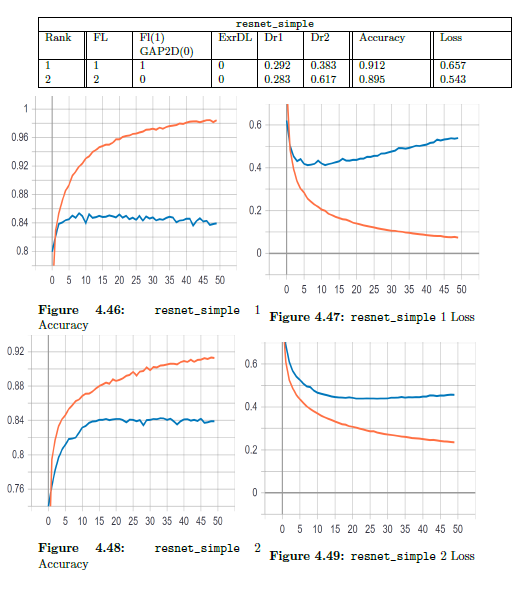 resnet_simple
Rank FL Fl(1) ExrDL Dr1 Dr2 Accuracy Loss
GAP2D(0)
1 1 1 0 0.292 0.383 0.912 0.657
2 2 0 0 0.283 0.617 0.895 0.543
1
0.96
0.92
0.88
0.84
0.8
0 5 10 15 20 25 30 35 40 45 50
0.6
0.4
0.2
0
0 5 10 15 20 25 30 35 40 45 50
Figure 4.46: resnet_simple 1
Accuracy
Figure 4.47: resnet_simple 1 Loss
0.92
0.88
0.84
0.8
0.76
0 5 10 15 20 25 30 35 40 45 50
0.6
0.4
0.2
0
0 5 10 15 20 25 30 35 40 45 50
Figure 4.48: resnet_simple 2
Accuracy
Figure 4.49: resnet_simple 2 Loss